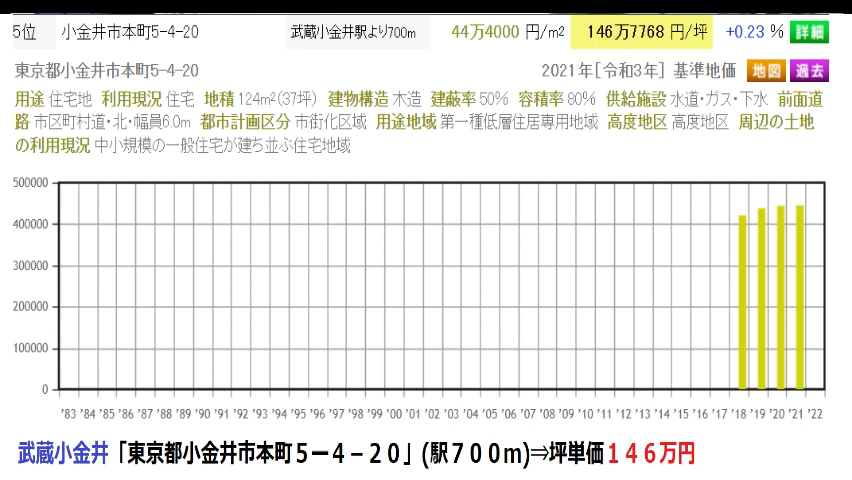 5位 小金井市本町5-4-20 武蔵小金井駅より700m 44万4000 円/m² 146万7768 円/坪 +0.23 % 詳細
東京都小金井市本町5-4-20 2021年[令和3年] 基準地価 地図 過去
用途 住宅地 利用現況 住宅 地積 124m²(37坪) 建物構造 木造 建蔽率 50% 容積率 80% 供給施設 水道・ガス・下水 前面道
路 市区町村道・北・幅員6.0m 都市計画区分 市街化区域 用途地域 第一種低層住居専用地域 高度地区 高度地区 周辺の土地
の利用現況 中小規模の一般住宅が建ち並ぶ住宅地域
500000
400000
300000
200000
100000
0
'83 '84 '85 '86 '87 '88 '89 '90 '91 '92 '93 '94 '95 '96 '97 '98 '99 '00 '01 '02 '03 '04 '05 '06 '07 '08 '09 '10 '11 '12 '13 '14 '15 '16 '17 '18 '19 '20 '21 '22
武蔵小金井「東京都小金井市本町5ー4-20」(駅700m)⇒坪単価146万円